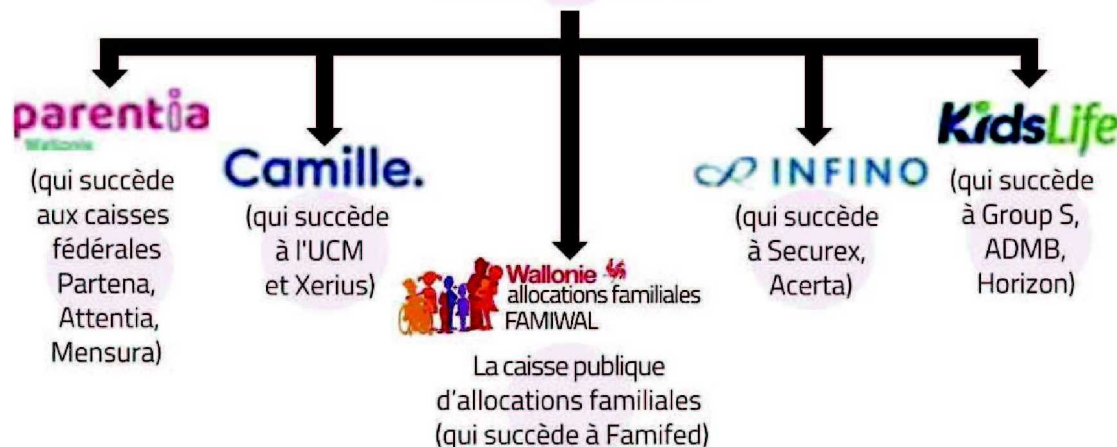 parentia
Wallonie
(qui succède
aux caisses
fédérales
Partena,
Attentia,
Mensura)
Camille.
(qui succède
à l'UCM
et Xerius)
Wallonie
allocations familiales
FAMIWAL
La caisse publique
d'allocations familiales
(qui succède à Famifed)
INFINO
(qui succède
à Securex,
Acerta)
KidsLife
(qui succède
à Group S,
ADMB,
Horizon)